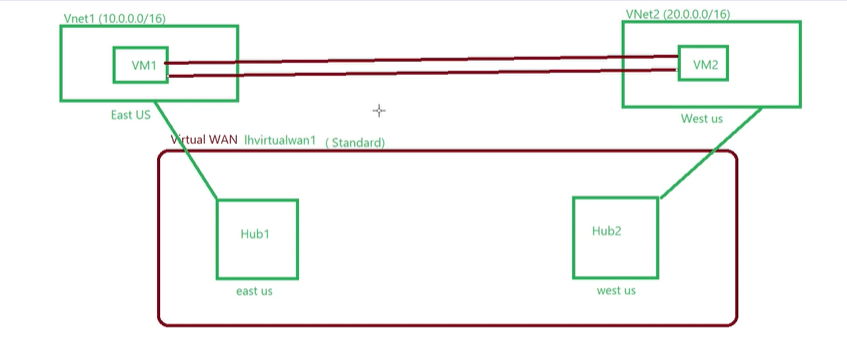 Vnet1 (10.0.0.0/16)
VNet2 (20.0.0.0/16)
VM1
VM2
East US
West us
Virtual WAN lhvirtualwan1 ( Standard)
Hub1
Hub2
east us
west us